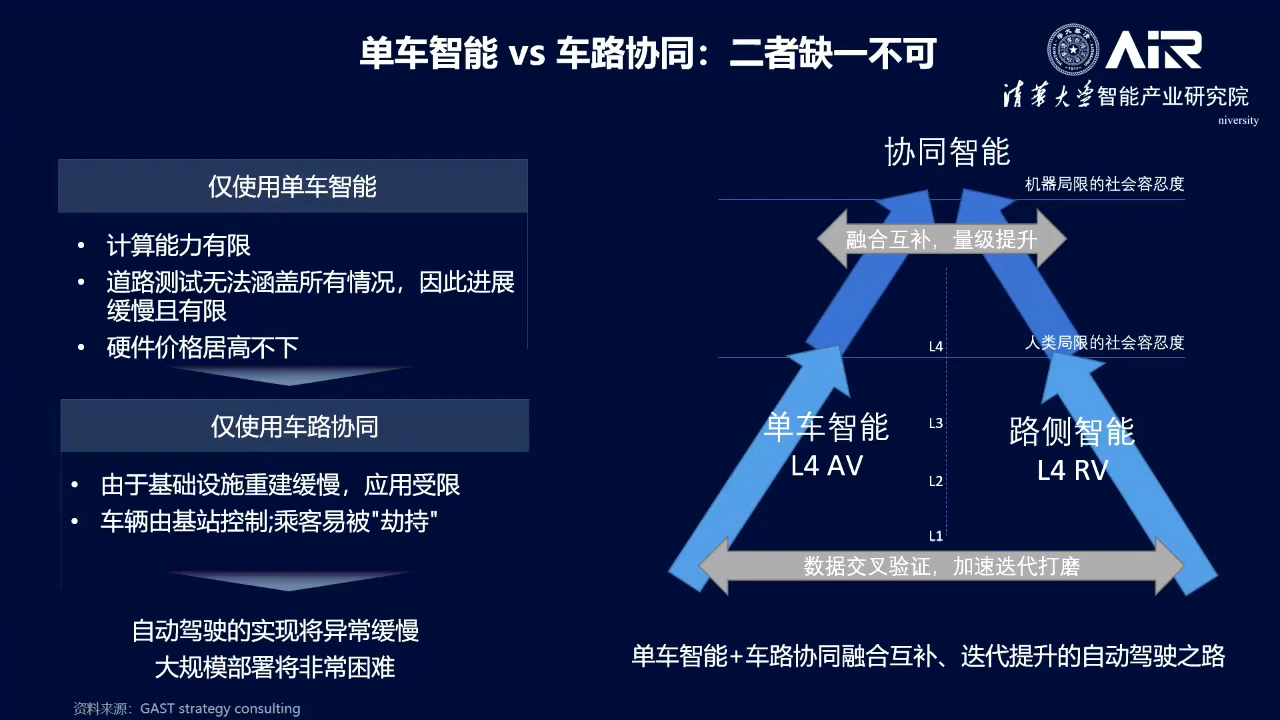 单车智能 vs 车路协同：二者缺一不可
AIR
清华大学智能产业研究院
niversity
仅使用单车智能
• 计算能力有限
• 道路测试无法涵盖所有情况，因此进展
缓慢且有限
• 硬件价格居高不下
仅使用车路协同
• 由于基础设施重建缓慢，应用受限
• 车辆由基站控制;乘客易被"劫持"
自动驾驶的实现将异常缓慢
大规模部署将非常困难
资料来源：GAST strategy consulting
协同智能
机器局限的社会容忍度
融合互补，量级提升
L4
人类局限的社会容忍度
单车智能
L4 AV
L3
路侧智能
L4 RV
L2
L1
数据交叉验证，加速迭代打磨
单车智能+车路协同融合互补、迭代提升的自动驾驶之路